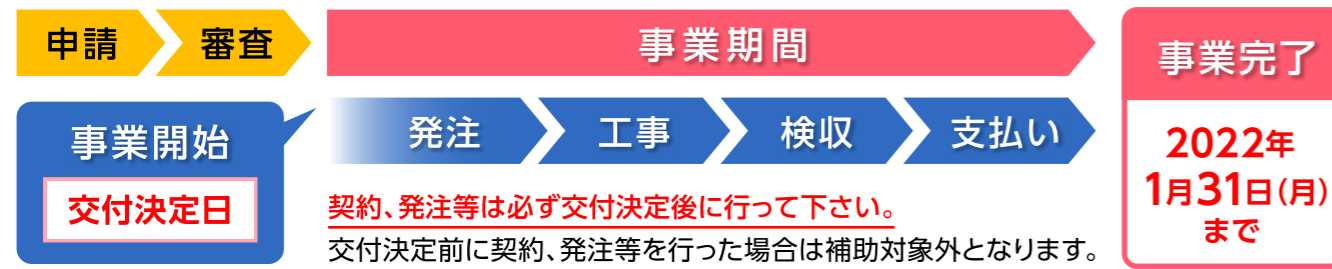 申請
審査
事業期間
事業完了
事業開始
交付決定日
発注
工事
検収
支払い
契約、発注等は必ず交付決定後に行って下さい。
交付決定前に契約、発注等を行った場合は補助対象外となります。
2022年
1月31日(月)
まで